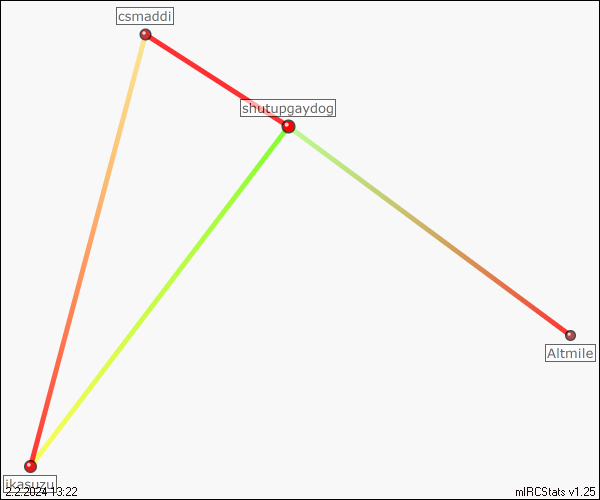 csmaddi
shutupgaydog
Altmile
ikasuzu
2.2.2024 13:22
mIRCStats v1.25